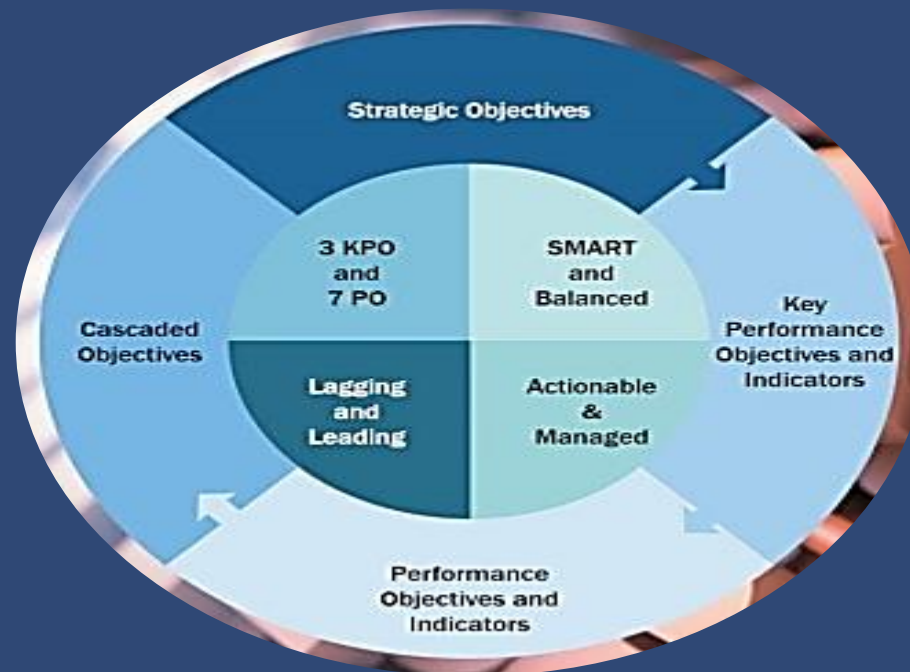 Strategic Objectives
3 KPO
and
7 PO
SMART
and
Balanced
Cascaded
Objectives
Key
Performance
Objectives and
Indicators
Lagging
and
Leading
Actionable
&
Managed
Performance
Objectives and
Indicators